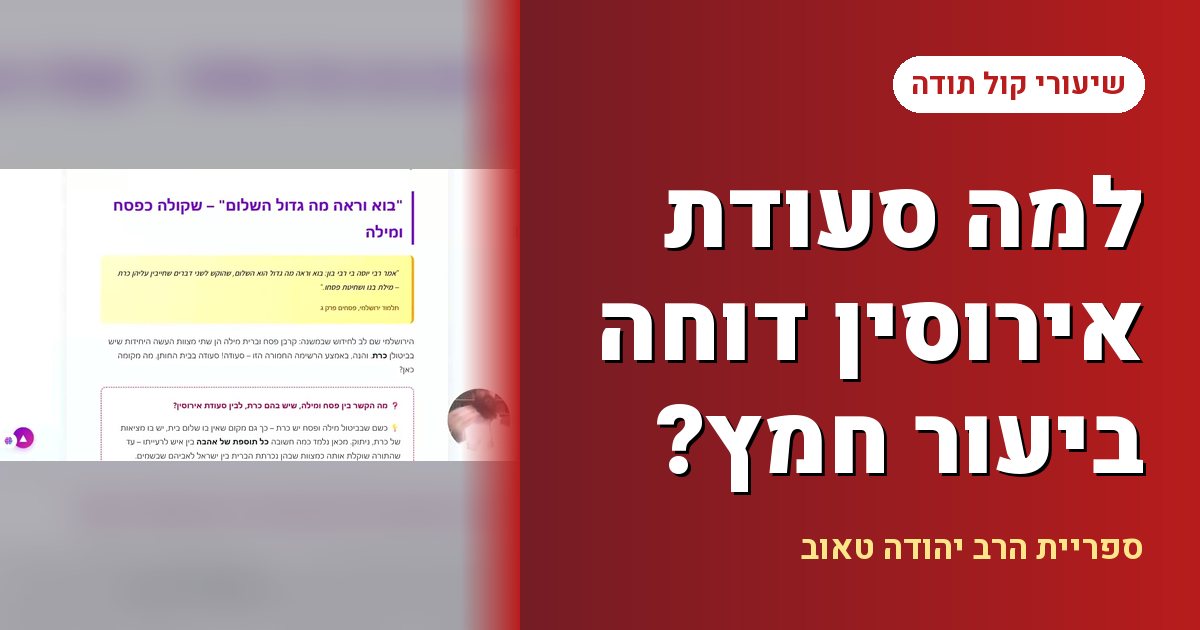 שיעורי קול תודה
למה סעודת
אירוסין דוחה
ביעור חמץ?
ספריית הרב יהודה טאוב
"בוא וראה מה גדול השלום" – שקולה כפסח
ומילה
"אמר רבי יוסה בי רבי בון: בוא וראה מה גדול הוא השלום, שהוקש לשני דברים שחייבין עליהן כרת
– מילת בנו ושחיטת פסחו."
תלמוד ירושלמי, פסחים פרק ג
הירושלמי שם לב לחידוש שבמשנה: קרבן פסח וברית מילה הן שתי מצוות העשה היחידות שיש
בביטולן כרת. והנה, באמצע הרשימה החמורה הזו – סעודה! סעודה בבית החותן. מה מקומה
כאן?
❓ מה הקשר בין פסח ומילה, שיש בהם כרת, לבין סעודת אירוסין?
💡 כשם שבביטול מילה ופסח יש כרת – כך גם מקום שאין בו שלום בית, יש בו מציאות
של כרת, ניתוק. מכאן נלמד כמה חשובה כל תוספת של אהבה בין איש לרעייתו – עד
שהתורה שוקלת אותה כמצוות שבהן נכרתת הברית בין ישראל לאביהם שבשמים.